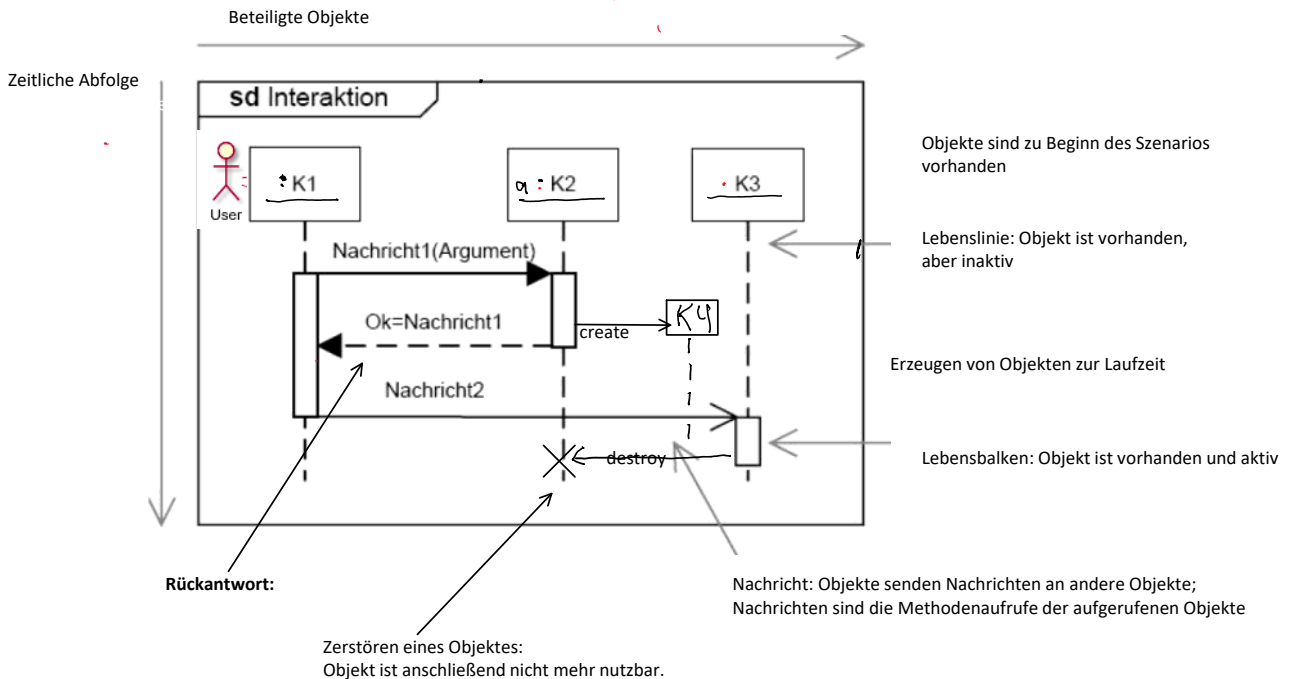 Beteiligte Objekte
Zeitliche Abfolge
sd Interaktion
Objekte sind zu Beginn des Szenarios
vorhanden
:K1
a:K2
:K3
User
Lebenslinie: Objekt ist vorhanden,
aber inaktiv
Nachricht1(Argument)
Ok=Nachricht1
create
K4
Erzeugen von Objekten zur Laufzeit
Nachricht2
destroy
Lebensbalken: Objekt ist vorhanden und aktiv
Rückantwort:
Nachricht: Objekte senden Nachrichten an andere Objekte;
Nachrichten sind die Methodenaufrufe der aufgerufenen Objekte
Zerstören eines Objektes:
Objekt ist anschließend nicht mehr nutzbar.